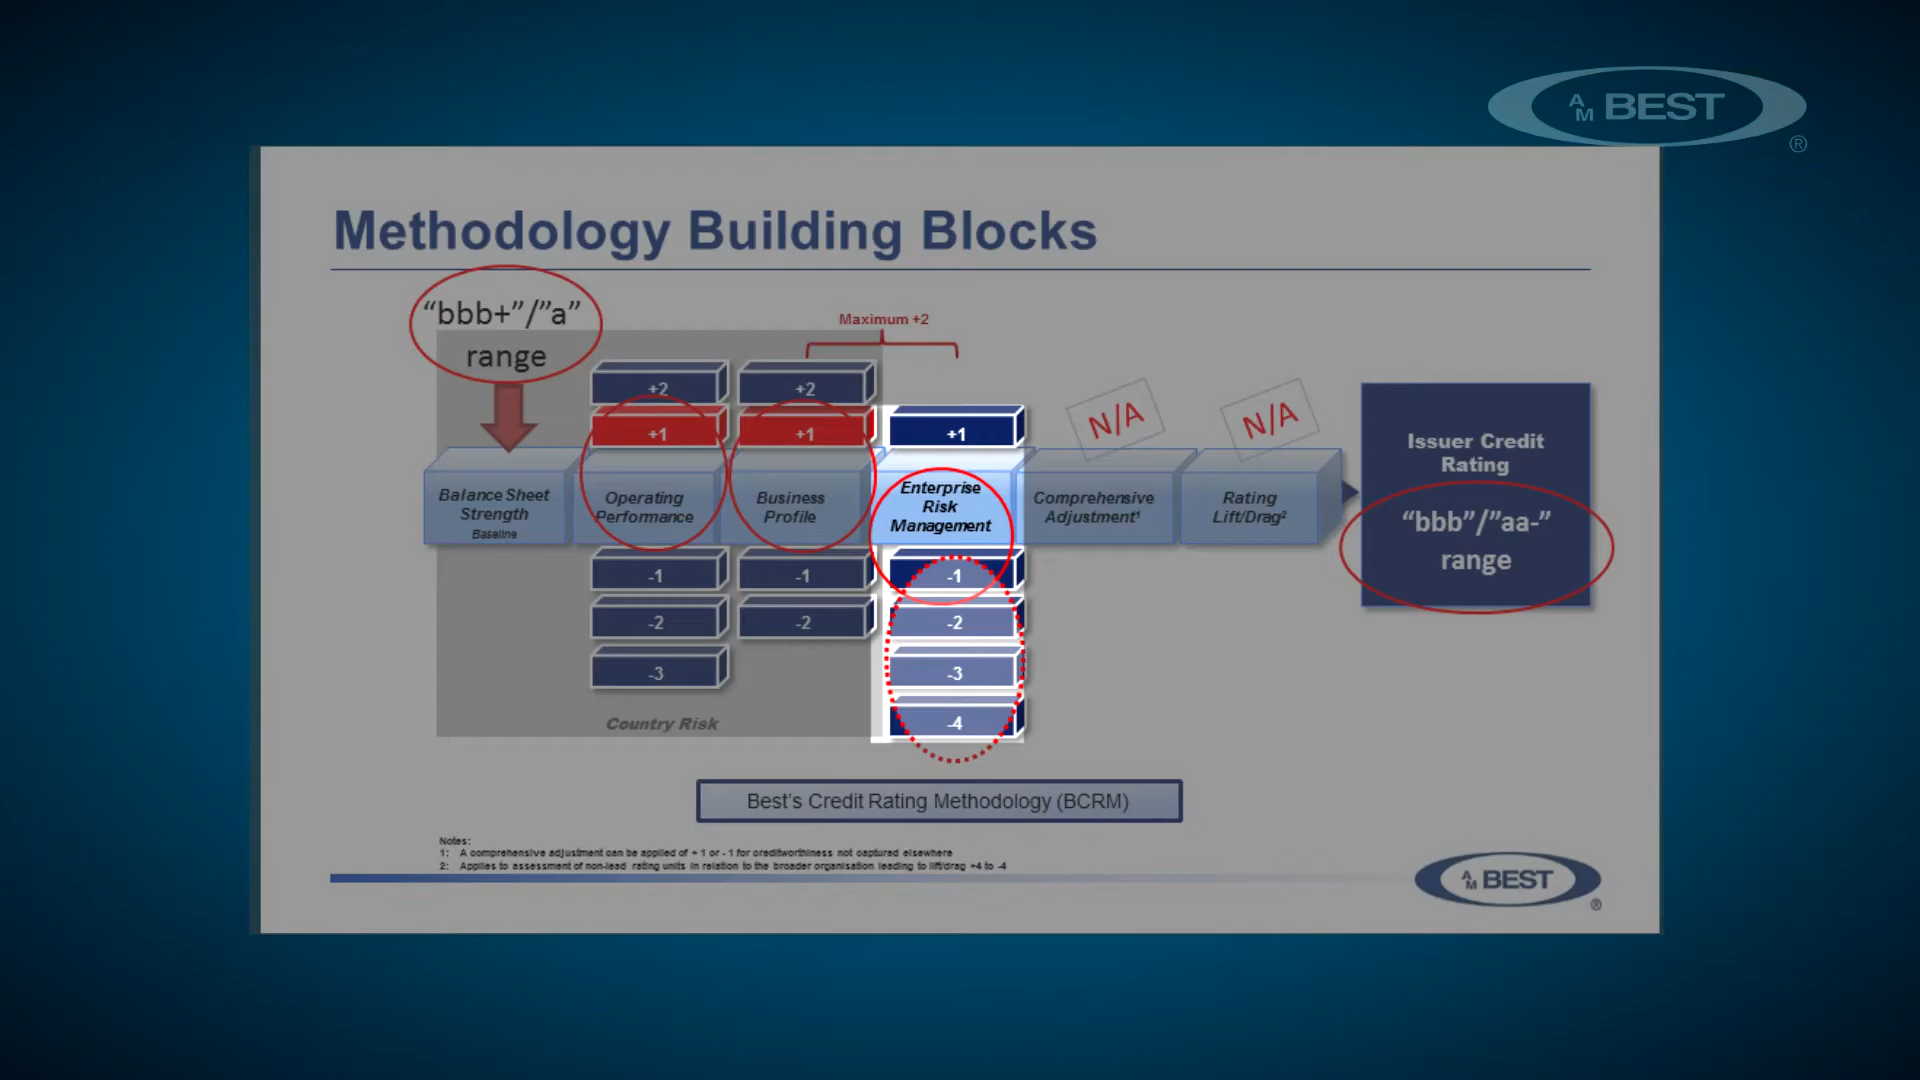 AM BEST
®
Methodology Building Blocks
“bbb+”/”a”
range
Maximum +2
+2
+2
+1
+1
+1
N/A
N/A
Balance Sheet
Strength
Baseline
Operating
Performance
Business
Profile
Enterprise
Risk
Management
Comprehensive
Adjustment¹
Rating
Lift/Drag²
Issuer Credit
Rating
“bbb”/”aa-”
range
-1
-1
-1
-2
-2
-2
-3
-3
-4
Country Risk
Best’s Credit Rating Methodology (BCRM)
Notes:
1: A comprehensive adjustment can be applied of + 1 or - 1 for creditworthiness not captured elsewhere
2: Applies to assessment of non-lead rating units in relation to the broader organisation leading to lift/drag +4 to -4
AM BEST
®